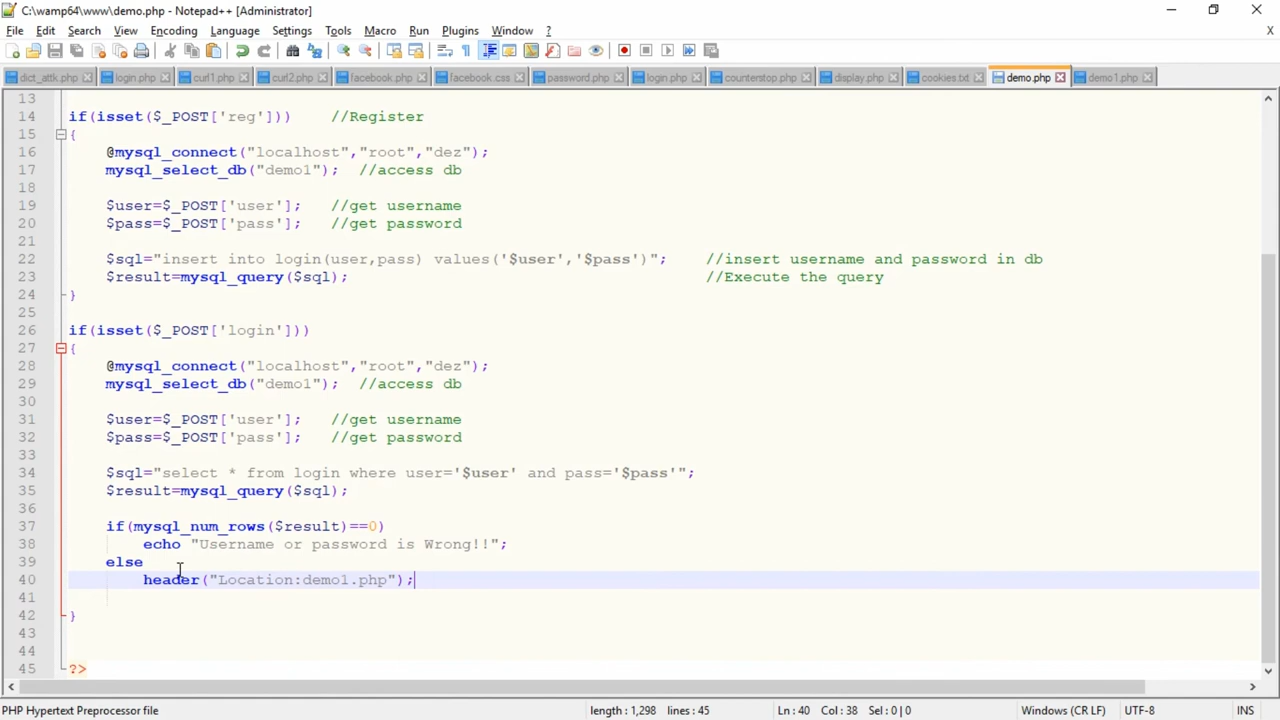 C:\wamp64\www\demo.php - Notepad++ [Administrator]
File Edit Search View Encoding Language Settings Tools Macro Run Plugins Window ? X
dict_attk.php login.php curl1.php curl2.php facebook.php facebook.css password.php login.php counterstop.php display.php cookies.txt demo.php demo1.php
13
14 if(isset($_POST['reg'])) //Register
15 {
16 @mysql_connect("localhost","root","dez");
17 mysql_select_db("demo1"); //access db
18
19 $user=$_POST['user']; //get username
20 $pass=$_POST['pass']; //get password
21
22 $sql="insert into login(user,pass) values('$user','$pass')"; //insert username and password in db
23 $result=mysql_query($sql); //Execute the query
24 }
25
26 if(isset($_POST['login']))
27 {
28 @mysql_connect("localhost","root","dez");
29 mysql_select_db("demo1"); //access db
30
31 $user=$_POST['user']; //get username
32 $pass=$_POST['pass']; //get password
33
34 $sql="select * from login where user='$user' and pass='$pass'";
35 $result=mysql_query($sql);
36
37 if(mysql_num_rows($result)==0)
38 echo "Username or password is Wrong!!";
39 else
40 header("Location:demo1.php");
41
42 }
43
44
45 ?>
PHP Hypertext Preprocessor file length : 1,298 lines : 45 Ln : 40 Col : 38 Sel : 0 | 0 Windows (CR LF) UTF-8 INS